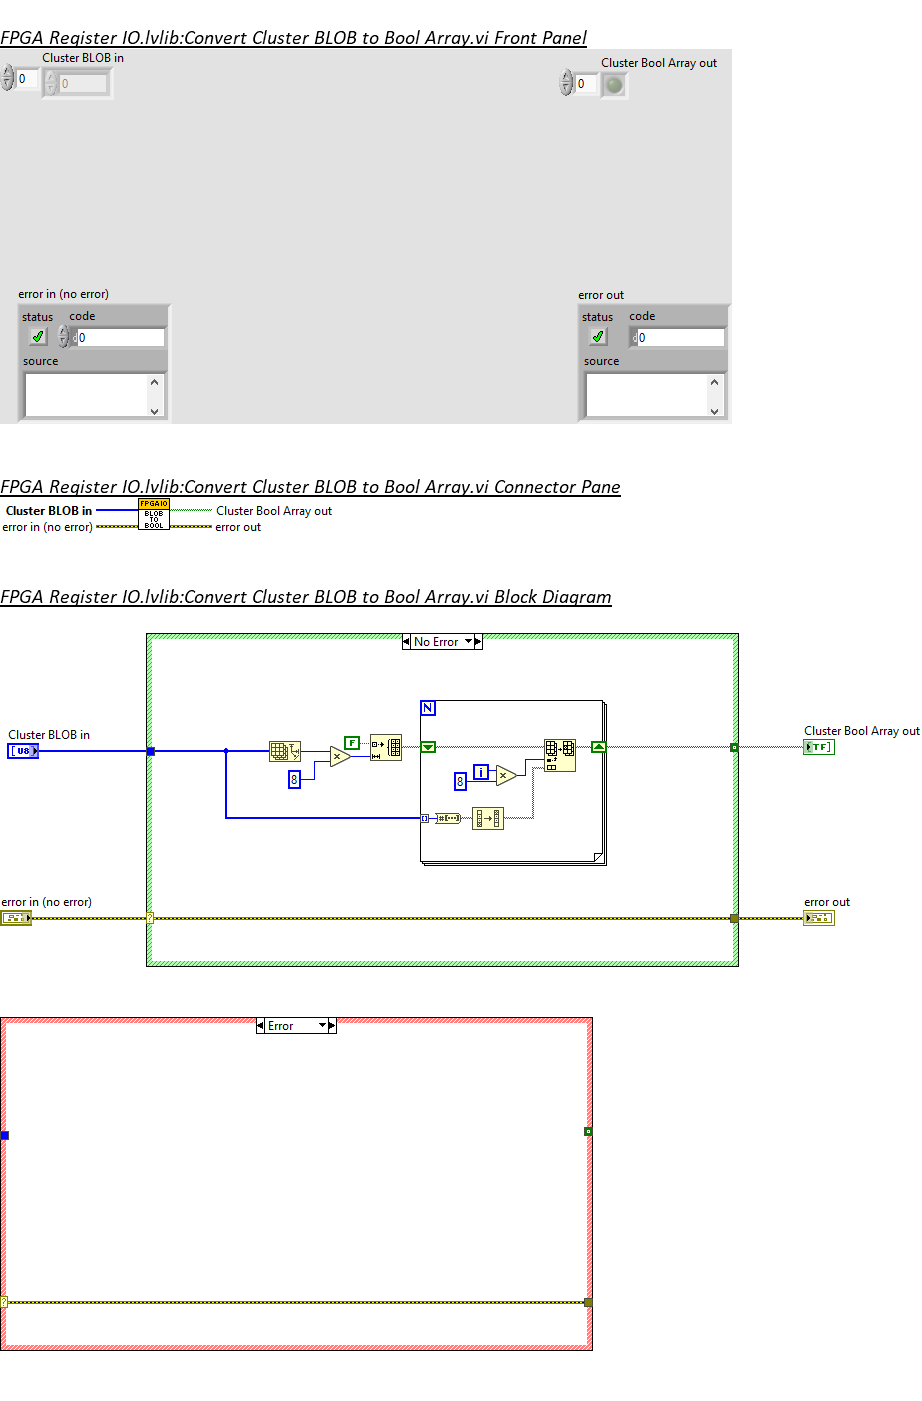 FPGA Register IO.lvlib:Convert Cluster BLOB to Bool Array.vi Front Panel
Cluster BLOB in
Cluster Bool Array out
0
0
0
error in (no error)
error out
status
code
status
code
0
0
source
source
FPGA Register IO.lvlib:Convert Cluster BLOB to Bool Array.vi Connector Pane
FPGAIO
Cluster BLOB in
BLOB
Cluster Bool Array out
TO
error in (no error)
BOOL
error out
FPGA Register IO.lvlib:Convert Cluster BLOB to Bool Array.vi Block Diagram
No Error
N
Cluster BLOB in
Cluster Bool Array out
[U8
F
TF]
i
8
8
error in (no error)
error out
?
Error
?